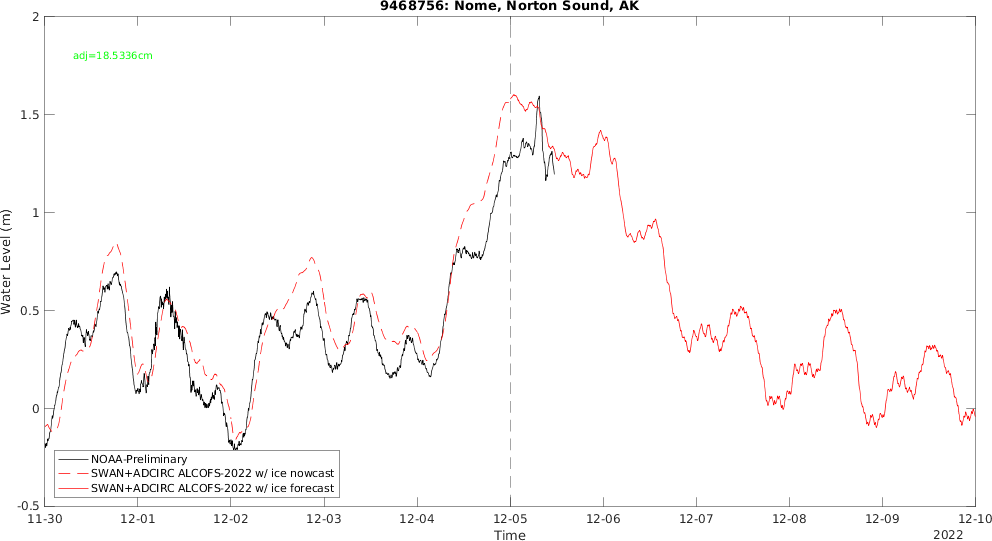 9468756: Nome, Norton Sound, AK
adj=18.5336cm
Water Level (m)
2
1.5
1
0.5
0
-0.5
NOAA-Preliminary
SWAN+ADCIRC ALCOFS-2022 w/ ice nowcast
SWAN+ADCIRC ALCOFS-2022 w/ ice forecast
11-30 12-01 12-02 12-03 12-04 12-05 12-06 12-07 12-08 12-09 12-10
Time
2022